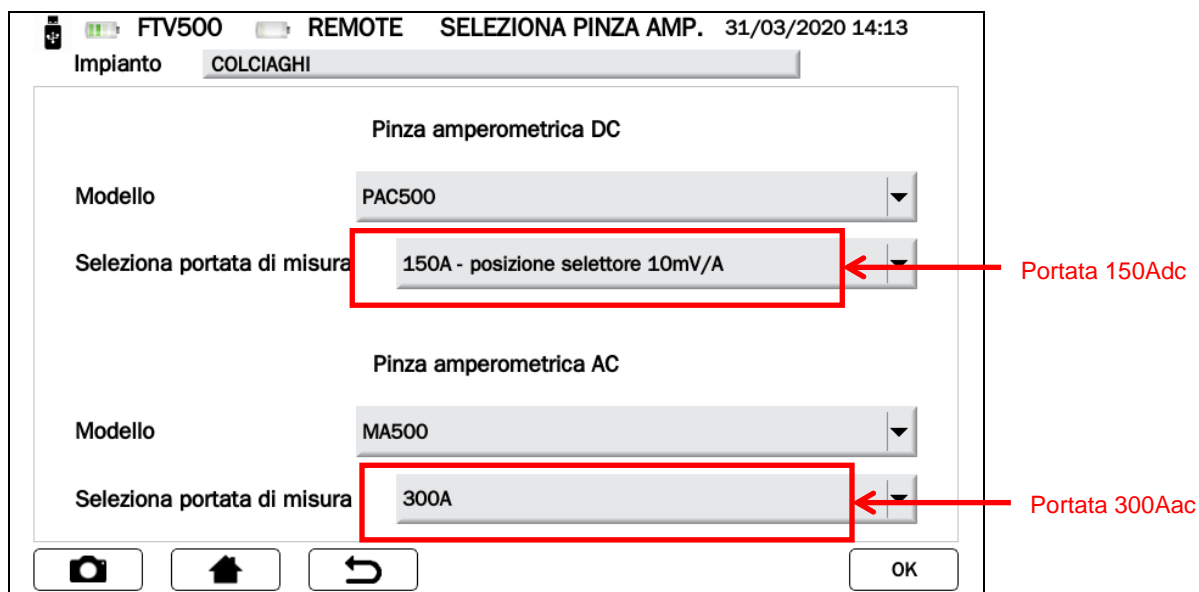 FTV500 REMOTE SELEZIONA PINZA AMP. 31/03/2020 14:13
Impianto COLCIAGHI
Pinza amperometrica DC
Modello PAC500
Seleziona portata di misura 150A - posizione selettore 10mV/A
Portata 150Adc
Pinza amperometrica AC
Modello MA500
Seleziona portata di misura 300A
Portata 300Aac
OK